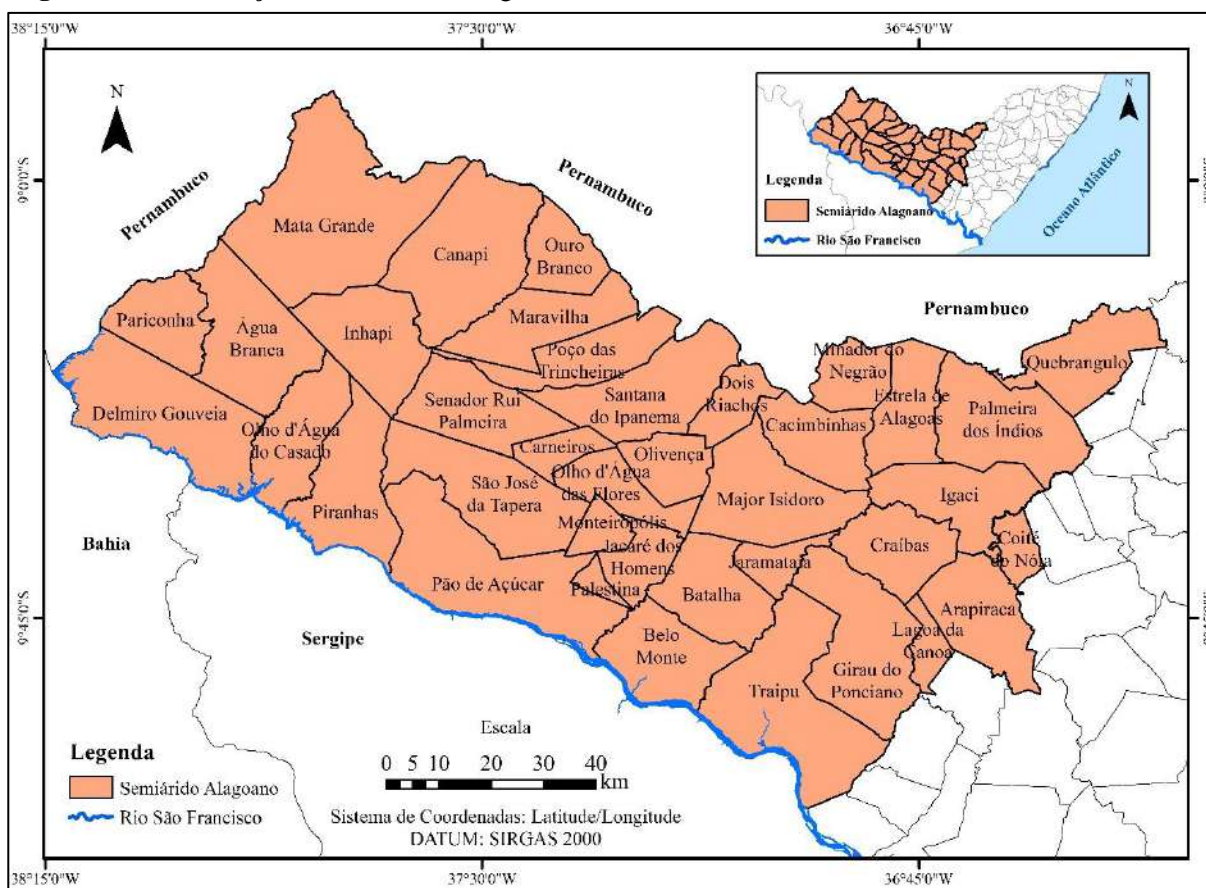 38°15'0"W 37°30'0"W 36°45'0"W
N
N
Pernambuco
Pernambuco
Legenda
Semiárido Alagoano
Rio São Francisco
Oceano Atlântico
9°0'0"S
Mata Grande
Canapi
Ouro
Branco
Pernambuco
Pariconha
Água
Branca
Inhapi
Maravilha
Poço das
Trincheiras
Minador do
Negrão
Quebrangulo
Delmiro Gouveia
Olho d'Água
do Casado
Senador Rui
Palmeira
Santana
do Ipanema
Dois
Riachos
Cacimbinhas
Estrela de
Alagoas
Palmeira
dos Índios
Carneiros
Olivença
Olho d'Água
das Flores
Piranhas
São José
da Tapera
Major Isidoro
Igaci
Monteirópolis
Craíbas
Coité
do Nóia
Bahia
Jacaré dos
Homens
Jaramataia
Pão de Açúcar
Palestina
Batalha
Arapiraca
9°45'0"S
Sergipe
Belo
Monte
Lagoa da
Canoa
Traipu
Girau do
Ponciano
Escala
0 5 10 20 30 40
km
Legenda
Semiárido Alagoano
Rio São Francisco
Sistema de Coordenadas: Latitude/Longitude
DATUM: SIRGAS 2000
38°15'0"W 37°30'0"W 36°45'0"W